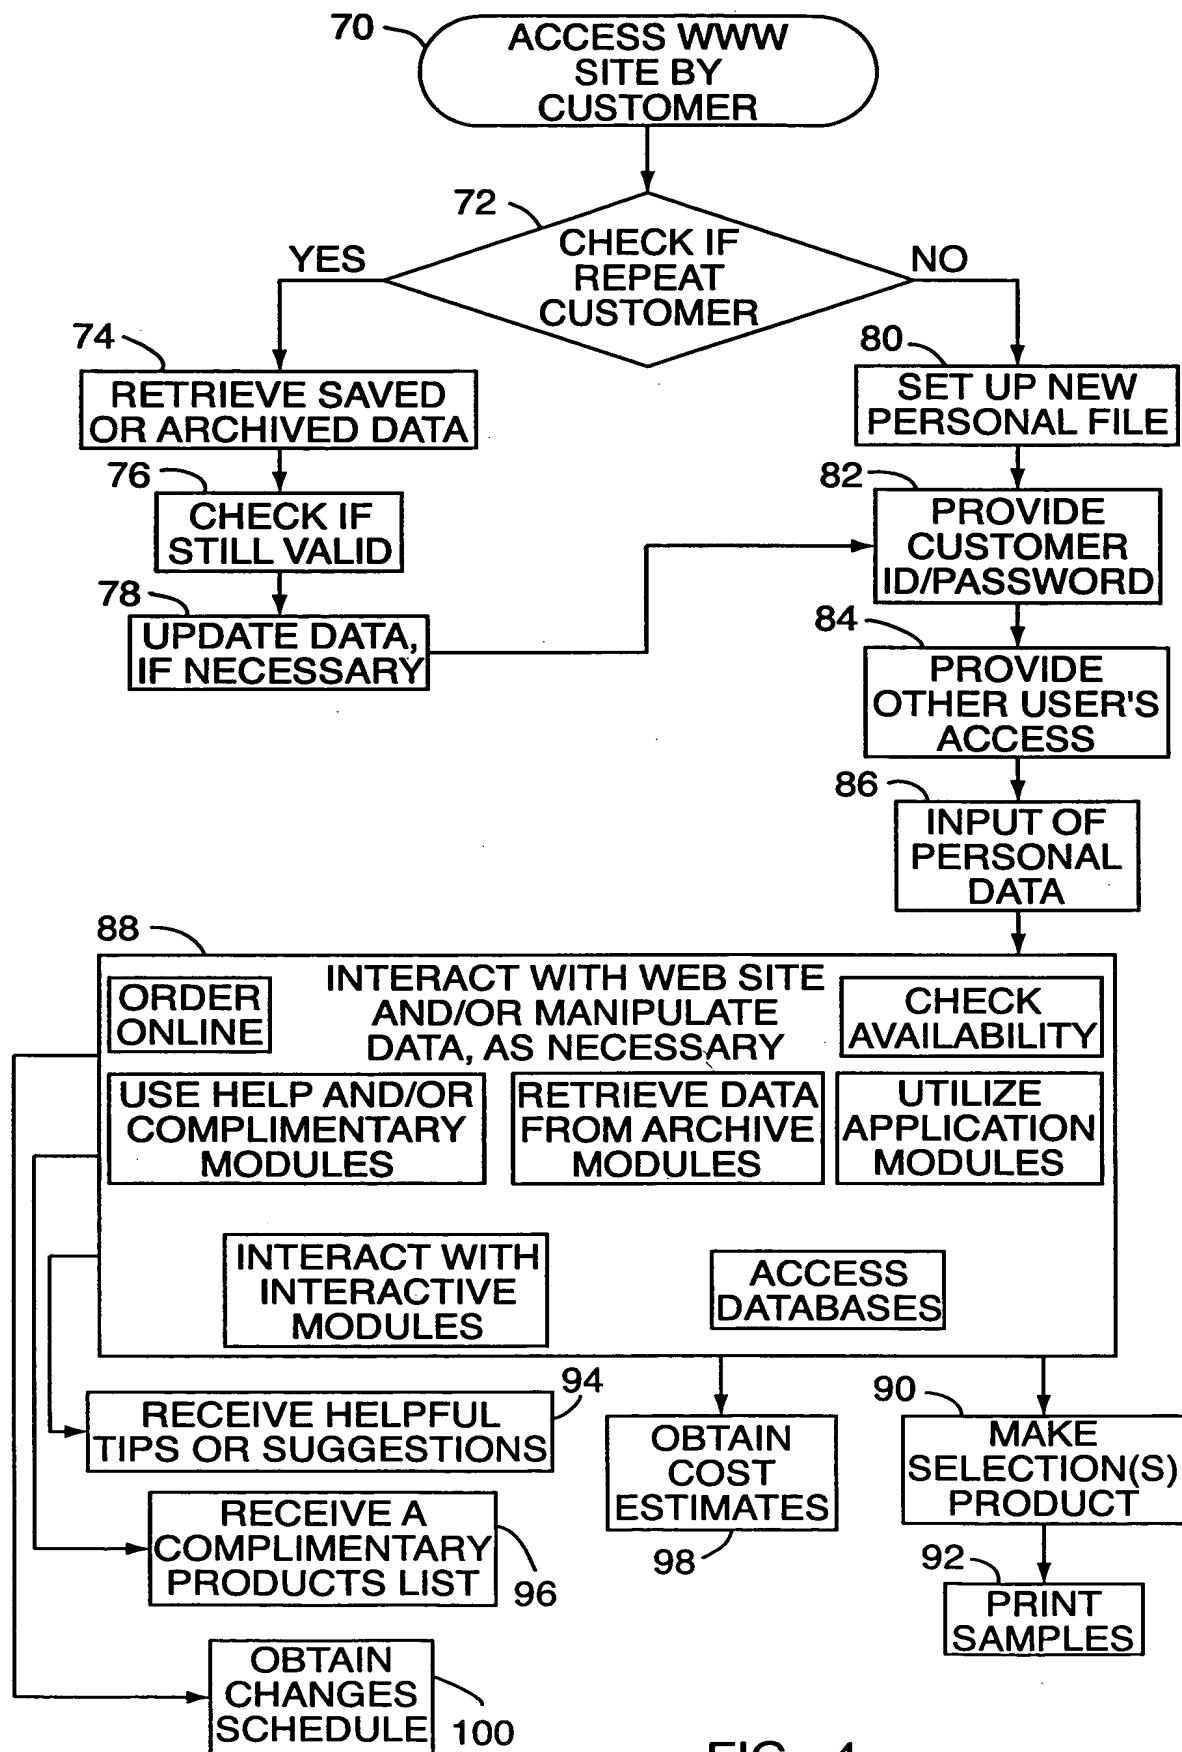 70
ACCESS WWW
SITE BY
CUSTOMER
72
CHECK IF
REPEAT
CUSTOMER
YES
NO
74
RETRIEVE SAVED
OR ARCHIVED DATA
76
CHECK IF
STILL VALID
78
UPDATE DATA,
IF NECESSARY
80
SET UP NEW
PERSONAL FILE
82
PROVIDE
CUSTOMER
ID/PASSWORD
84
PROVIDE
OTHER USER'S
ACCESS
86
INPUT OF
PERSONAL
DATA
88
INTERACT WITH WEB SITE
AND/OR MANIPULATE
DATA, AS NECESSARY
ORDER
ONLINE
CHECK
AVAILABILITY
USE HELP AND/OR
COMPLIMENTARY
MODULES
RETRIEVE DATA
FROM ARCHIVE
MODULES
UTILIZE
APPLICATION
MODULES
INTERACT WITH
INTERACTIVE
MODULES
ACCESS
DATABASES
94
RECEIVE HELPFUL
TIPS OR SUGGESTIONS
RECEIVE A
COMPLIMENTARY
PRODUCTS LIST
96
OBTAIN
CHANGES
SCHEDULE
100
OBTAIN
COST
ESTIMATES
98
90
MAKE
SELECTION(S)
PRODUCT
92
PRINT
SAMPLES